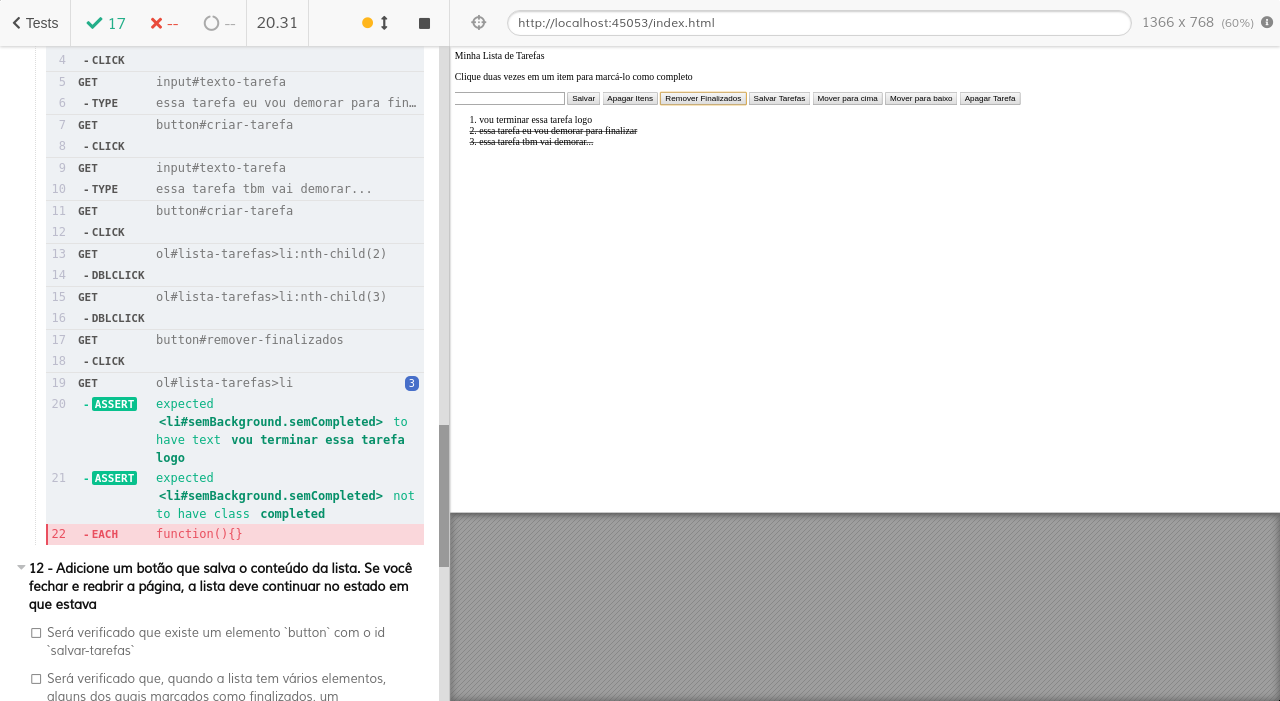 Tests
17
--
--
20.31
http://localhost:45053/index.html
1366 x 768 (60%)
4 - CLICK
5 GET input#texto-tarefa
6 - TYPE essa tarefa eu vou demorar para fin…
7 GET button#criar-tarefa
8 - CLICK
9 GET input#texto-tarefa
10 - TYPE essa tarefa tbm vai demorar...
11 GET button#criar-tarefa
12 - CLICK
13 GET ol#lista-tarefas>li:nth-child(2)
14 - DBLCLICK
15 GET ol#lista-tarefas>li:nth-child(3)
16 - DBLCLICK
17 GET button#remover-finalizados
18 - CLICK
19 GET ol#lista-tarefas>li 3
20 - ASSERT expected
<li#semBackground.semCompleted> to
have text vou terminar essa tarefa
logo
21 - ASSERT expected
<li#semBackground.semCompleted> not
to have class completed
22 - EACH function(){}
12 - Adicione um botão que salva o conteúdo da lista. Se você
fechar e reabrir a página, a lista deve continuar no estado em
que estava
Será verificado que existe um elemento `button` com o id
`salvar-tarefas`
Será verificado que, quando a lista tem vários elementos,
alguns dos quais marcados como finalizados, um
Minha Lista de Tarefas
Clique duas vezes em um item para marcá-lo como completo
Salvar Apagar Itens Remover Finalizados Salvar Tarefas Mover para cima Mover para baixo Apagar Tarefa
1. vou terminar essa tarefa logo
2. essa tarefa eu vou demorar para finalizar
3. essa tarefa tbm vai demorar...